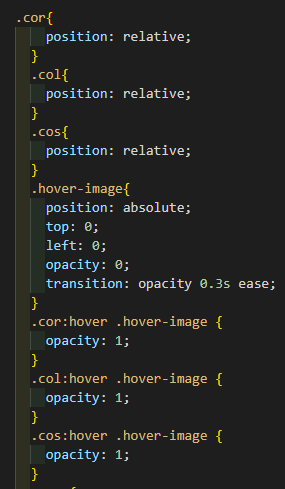 .cor{
position: relative;
}
.col{
position: relative;
}
.cos{
position: relative;
}
.hover-image{
position: absolute;
top: 0;
left: 0;
opacity: 0;
transition: opacity 0.3s ease;
}
.cor:hover .hover-image {
opacity: 1;
}
.col:hover .hover-image {
opacity: 1;
}
.cos:hover .hover-image {
opacity: 1;
}